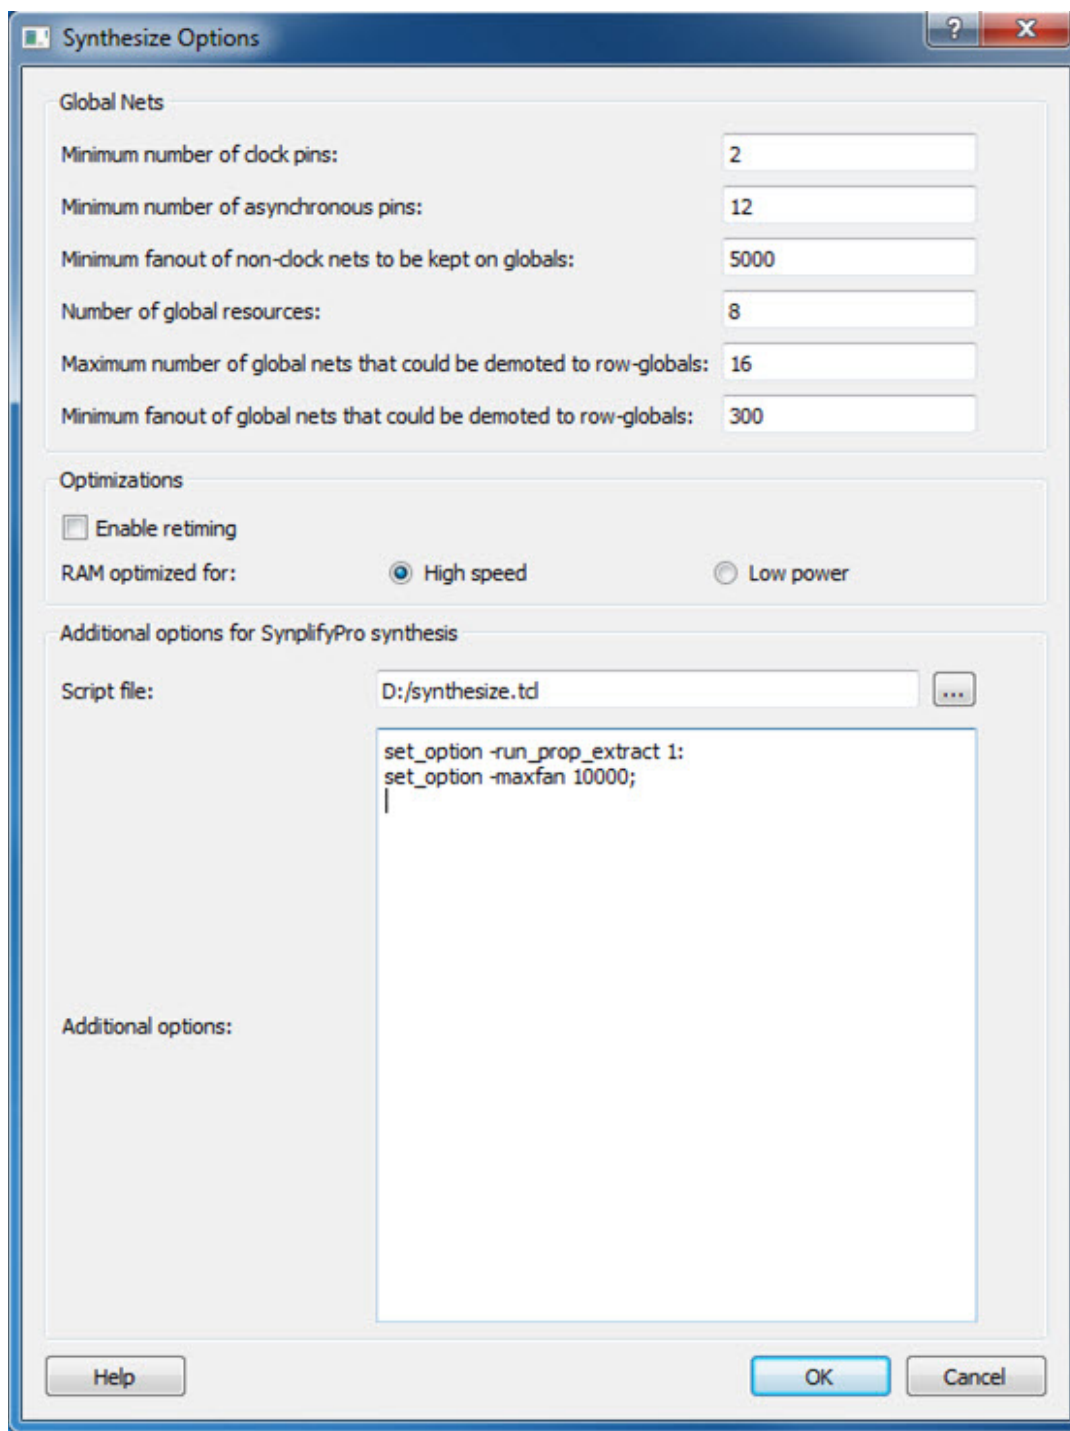 Synthesize Options
?
X
Global Nets
Minimum number of clock pins: 2
Minimum number of asynchronous pins: 12
Minimum fanout of non-clock nets to be kept on globals: 5000
Number of global resources: 8
Maximum number of global nets that could be demoted to row-globals: 16
Minimum fanout of global nets that could be demoted to row-globals: 300
Optimizations
Enable retiming
RAM optimized for: High speed Low power
Additional options for SynplifyPro synthesis
Script file: D:/synthesize.tcl ...
set_option -run_prop_extract 1:
set_option -maxfan 10000;
Additional options:
Help OK Cancel